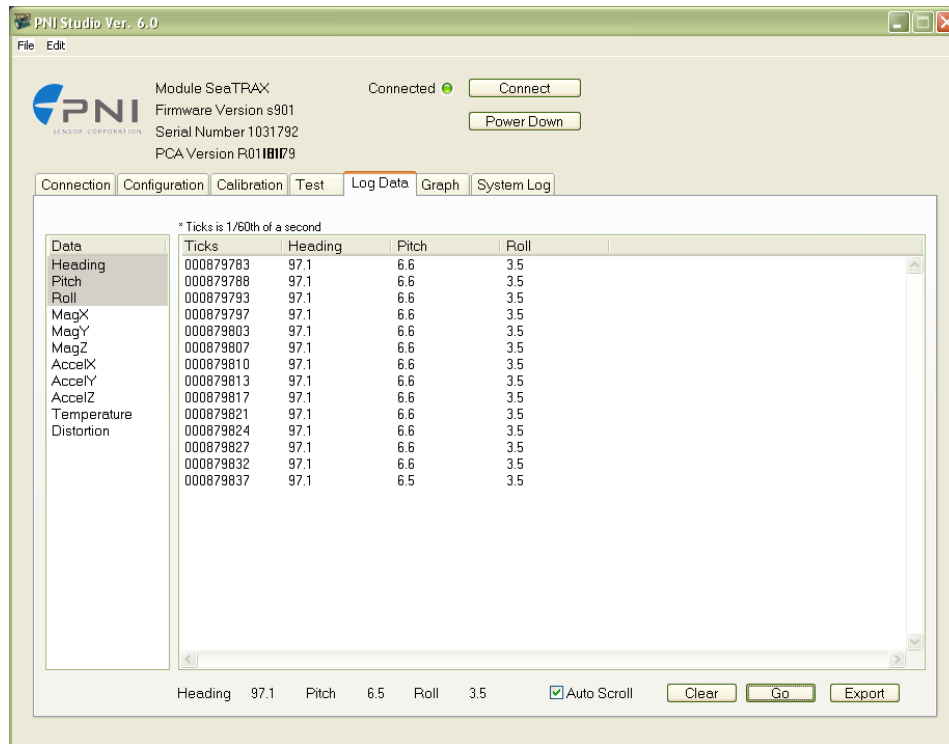 PNI Studio Ver. 6.0
File Edit
PNI
SENSOR CORPORATION
Module SeaTRAX
Firmware Version s901
Serial Number 1031792
PCA Version
Connected
Connect
Power Down
Connection Configuration Calibration Test Log Data Graph System Log
* Ticks is 1/60th of a second
Data
Heading
Pitch
Roll
MagX
MagY
MagZ
AccelX
AccelY
AccelZ
Temperature
Distortion
Ticks Heading Pitch Roll
000879783 97.1 6.6 3.5
000879788 97.1 6.6 3.5
000879793 97.1 6.6 3.5
000879797 97.1 6.6 3.5
000879803 97.1 6.6 3.5
000879807 97.1 6.6 3.5
000879810 97.1 6.6 3.5
000879813 97.1 6.6 3.5
000879817 97.1 6.6 3.5
000879821 97.1 6.6 3.5
000879824 97.1 6.6 3.5
000879827 97.1 6.6 3.5
000879832 97.1 6.6 3.5
000879837 97.1 6.5 3.5
Heading 97.1 Pitch 6.5 Roll 3.5 Auto Scroll Clear Go Export